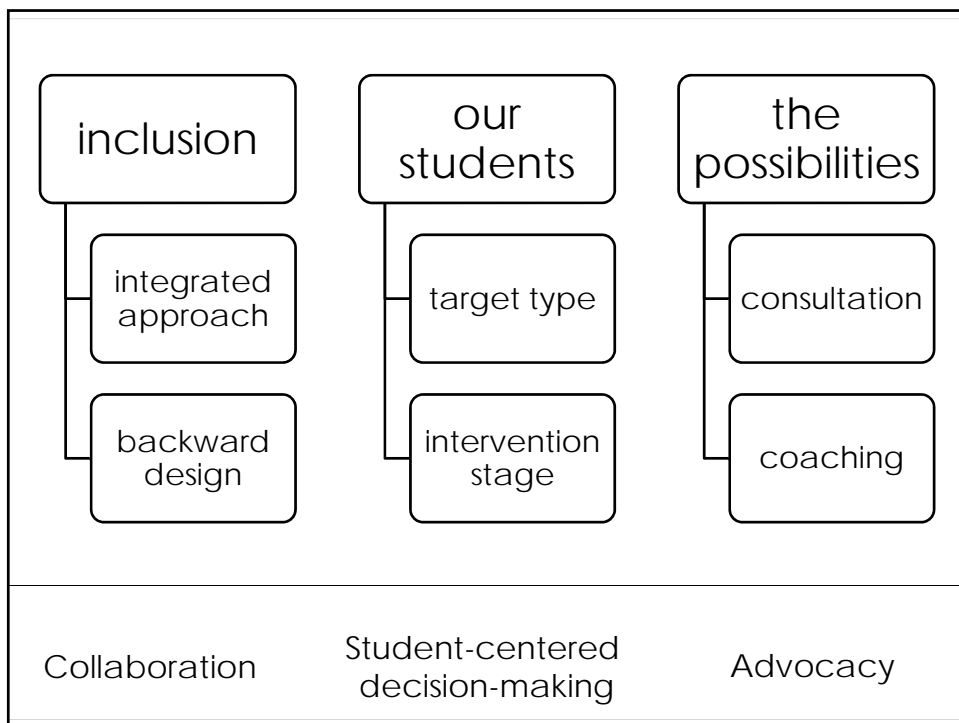 inclusion
integrated
approach
backward
design
our
students
target type
intervention
stage
the
possibilities
consultation
coaching
Collaboration
Student-centered
decision-making
Advocacy